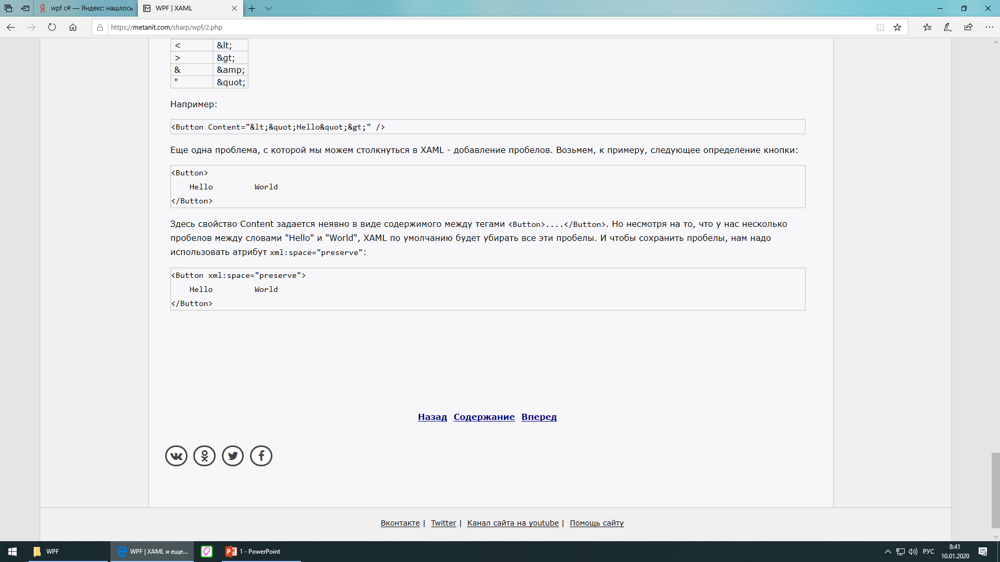 wpf c# — Яндекс: нашлось
WPF | XAML
https://metanit.com/sharp/wpf/2.php
< &lt;
> &gt;
& &amp;
" &quot;
Например:
<Button Content="&lt;&quot;Hello&quot;&gt;" />
Еще одна проблема, с которой мы можем столкнуться в XAML - добавление пробелов. Возьмем, к примеру, следующее определение кнопки:
<Button>
    Hello         World
</Button>
Здесь свойство Content задается неявно в виде содержимого между тегами <Button>....</Button>. Но несмотря на то, что у нас несколько
пробелов между словами "Hello" и "World", XAML по умолчанию будет убирать все эти пробелы. И чтобы сохранить пробелы, нам надо
использовать атрибут xml:space="preserve":
<Button xml:space="preserve">
    Hello         World
</Button>
Назад Содержание Вперед
Вконтакте | Twitter | Канал сайта на youtube | Помощь сайту
WPF
WPF | XAML и еще...
1 - PowerPoint
РУС
8:41
10.01.2020